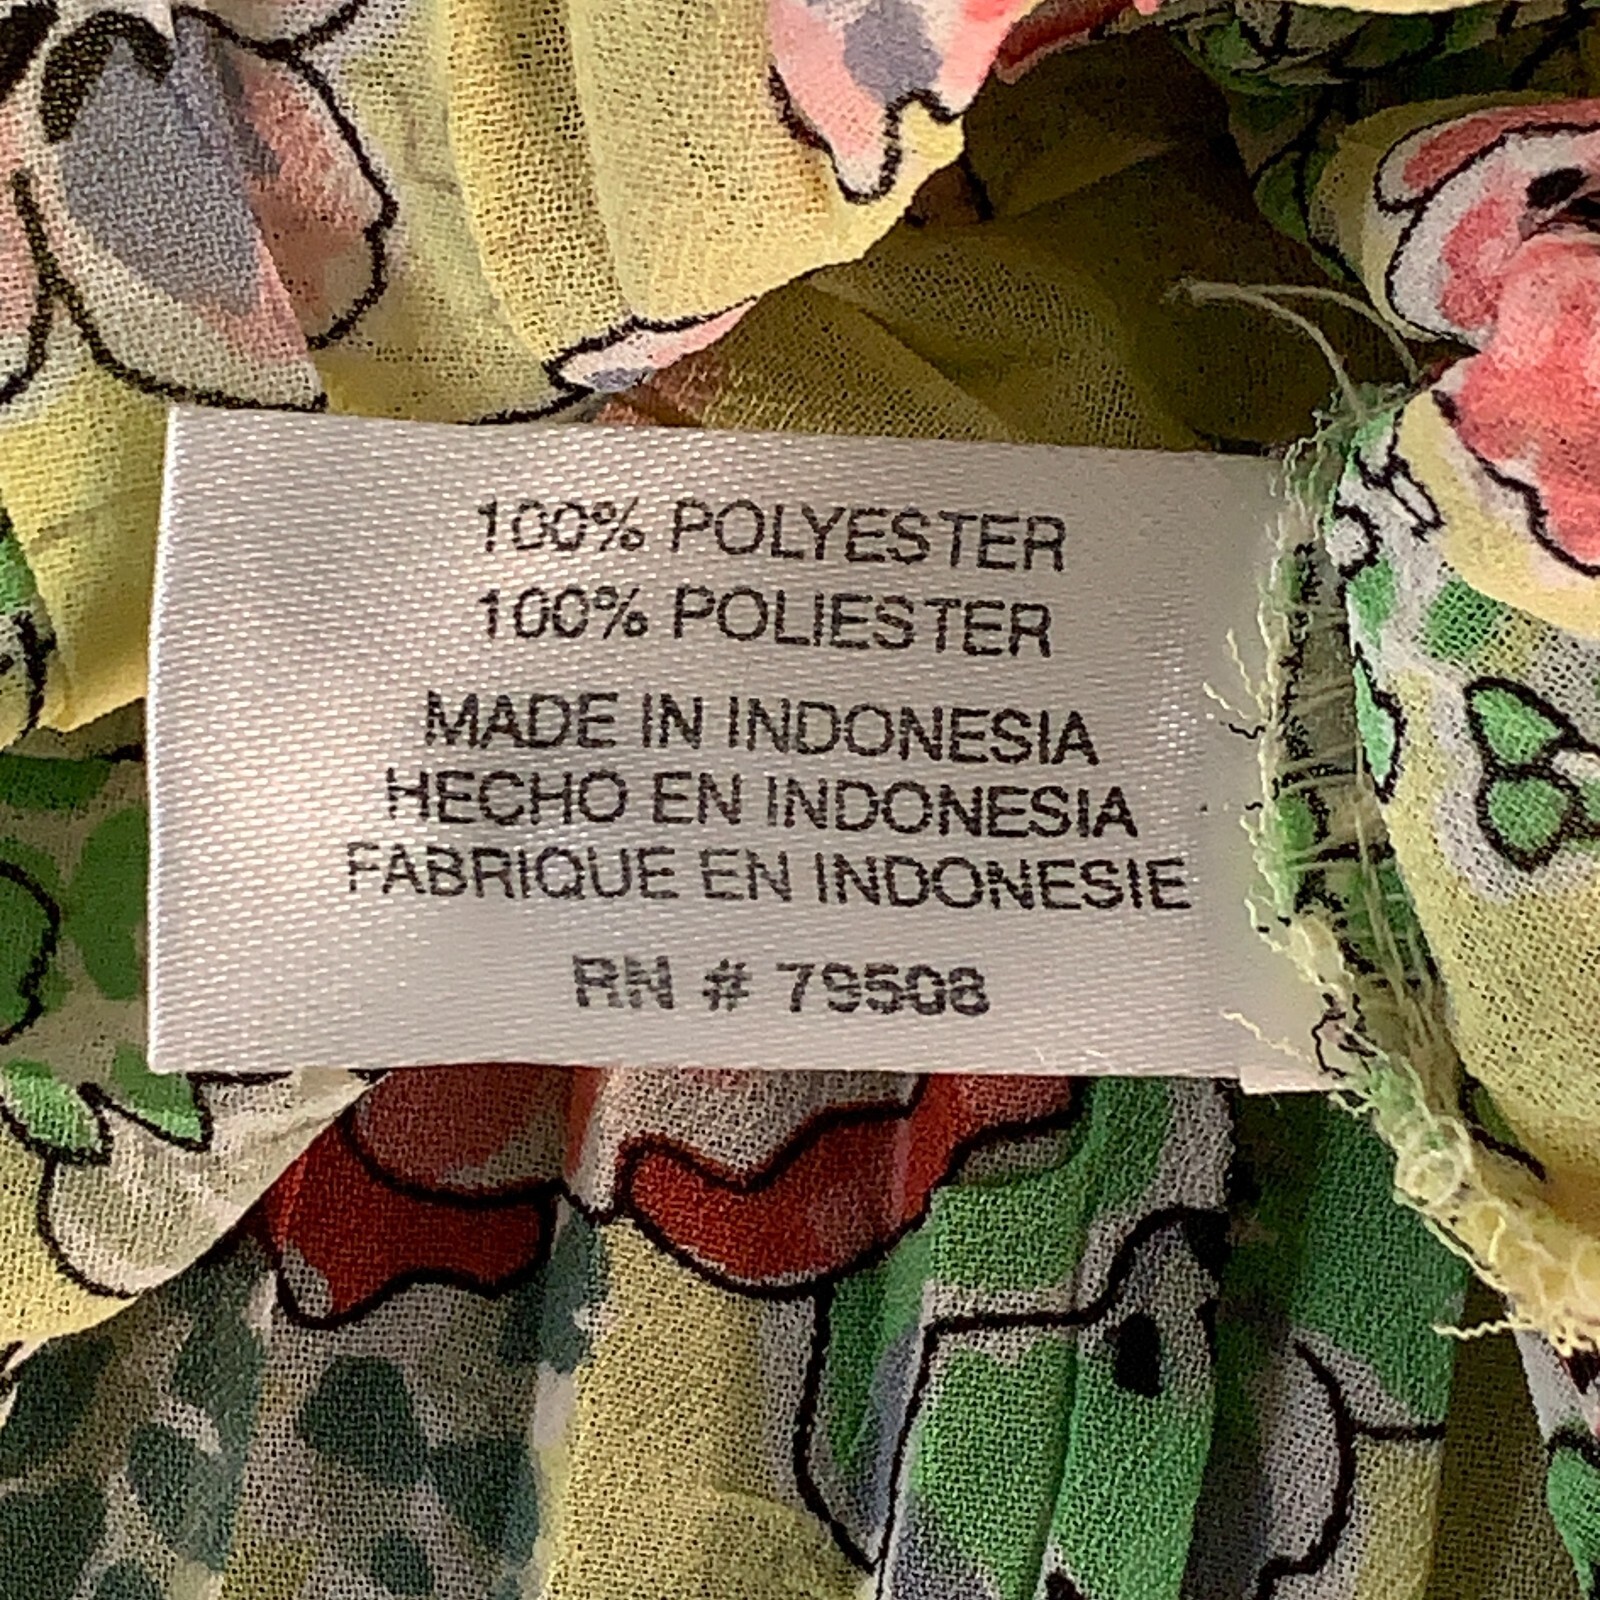 100% POLYESTER
100% POLIESTER
MADE IN INDONESIA
HECHO EN INDONESIA
FABRIQUE EN INDONESIE
RN # 79508